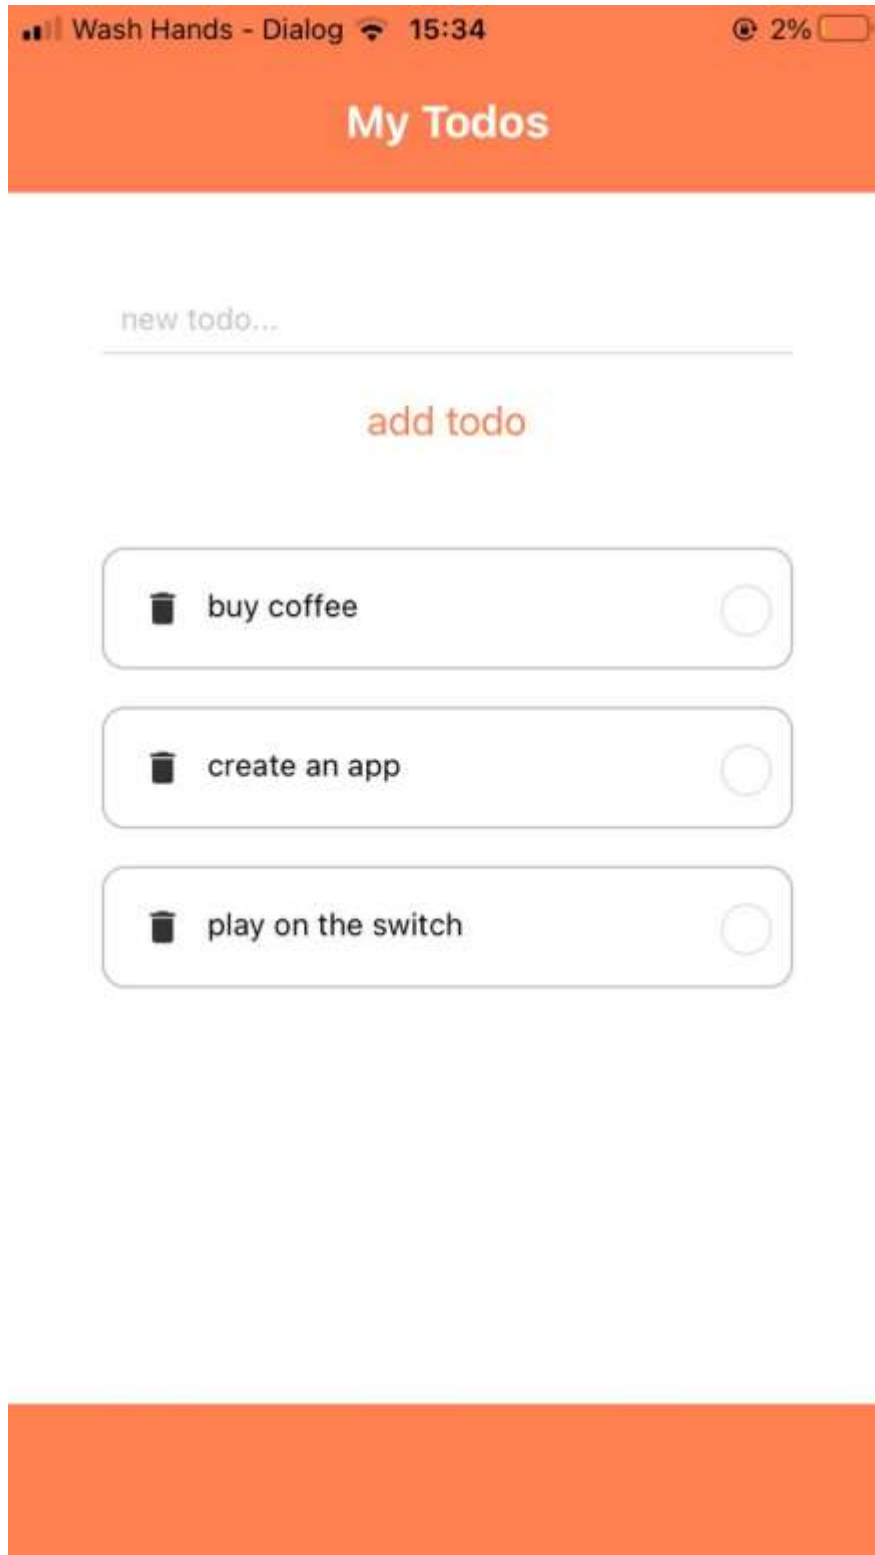 Wash Hands - Dialog 15:34 2%
My Todos
new todo...
add todo
buy coffee
create an app
play on the switch